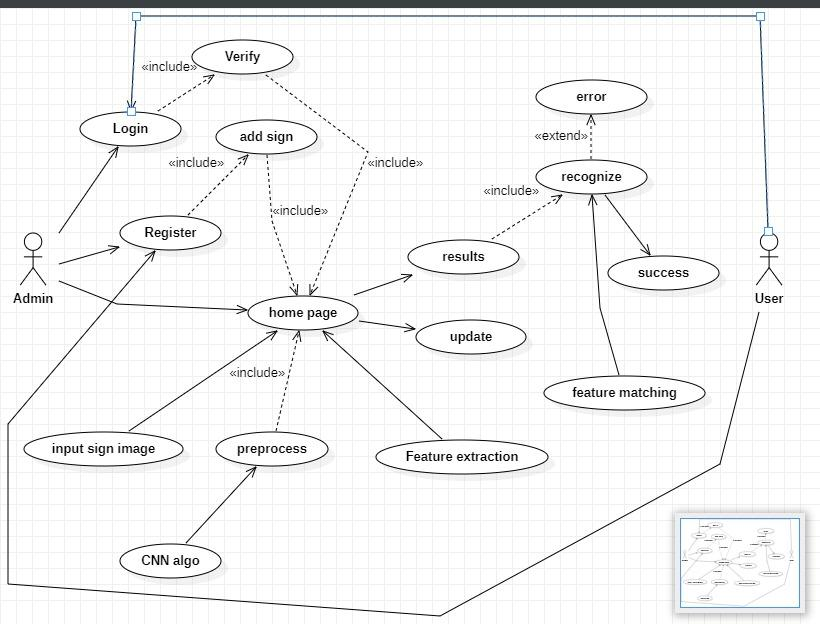 Verify
«include»
error
Login
add sign
«extend»
«include»
«include»
recognize
«include»
«include»
Register
results
success
Admin
User
home page
update
«include»
feature matching
input sign image
preprocess
Feature extraction
CNN algo